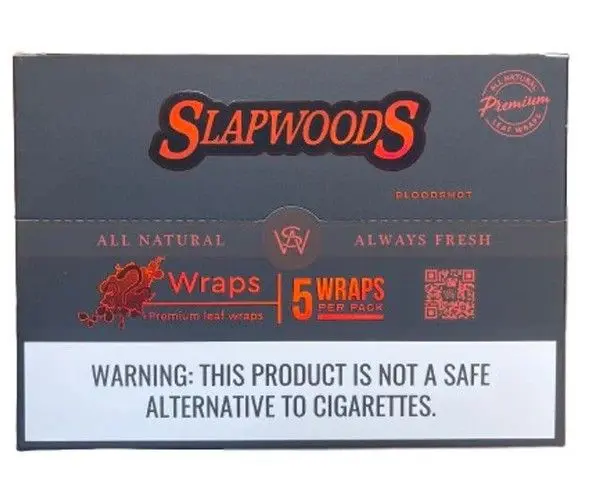 SLAPWOODS
ALL NATURAL
Premium
LEAF WRAPS
BLOODSHOT
ALL NATURAL
SW
ALWAYS FRESH
Wraps
Premium leaf wraps
5 WRAPS
PER PACK
WARNING: THIS PRODUCT IS NOT A SAFE
ALTERNATIVE TO CIGARETTES.